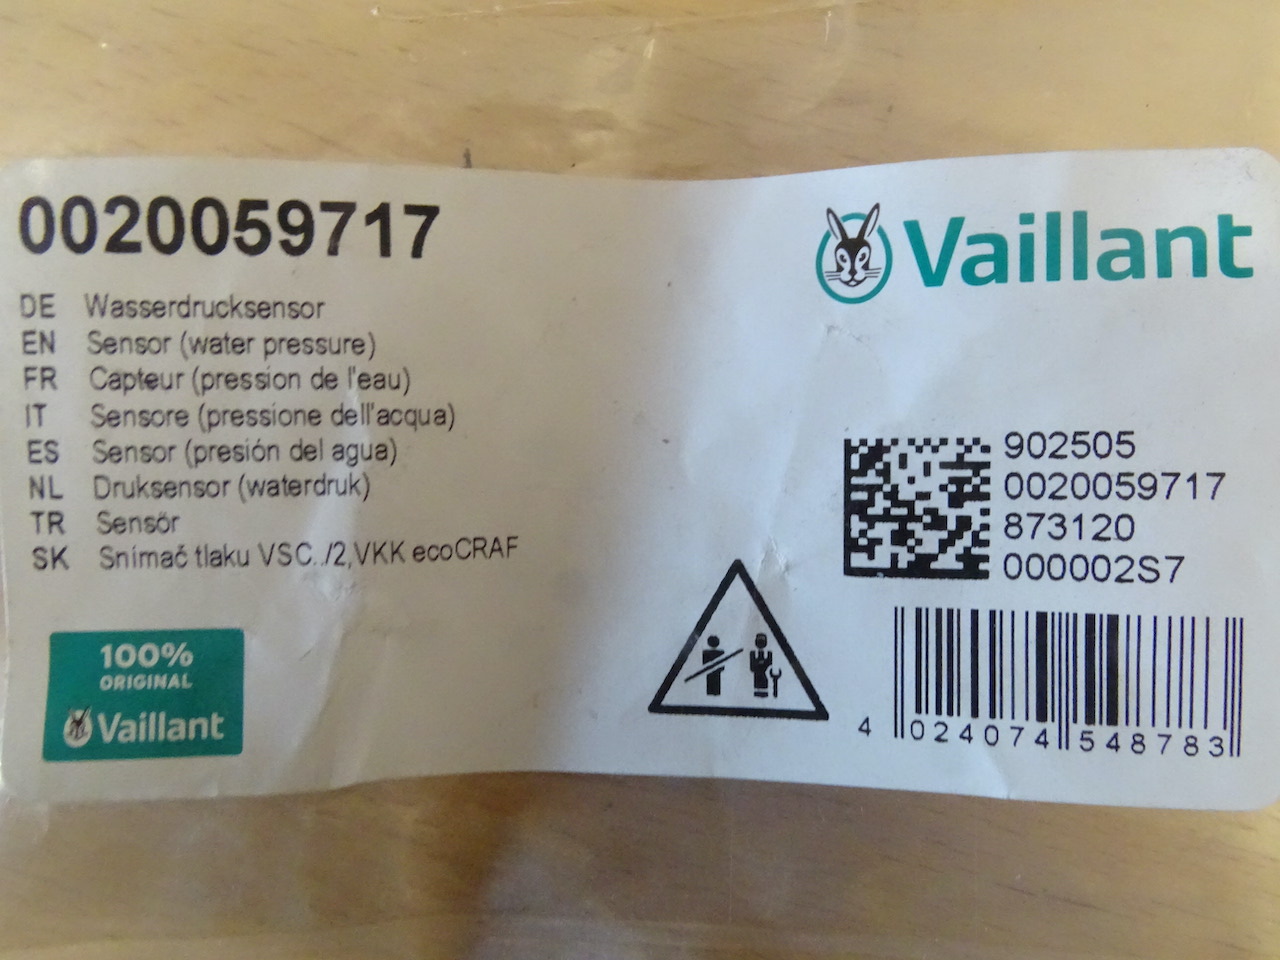 0020059717
Vaillant
DE Wasserdrucksensor
EN Sensor (water pressure)
FR Capteur (pression de l'eau)
IT Sensore (pressione dell'acqua)
ES Sensor (presión del agua)
NL Druksensor (waterdruk)
TR Sensör
SK Snímač tlaku VSC../2,VKK ecoCRAF
902505
0020059717
873120
000002S7
100%
ORIGINAL
Vaillant
4 024074 548783